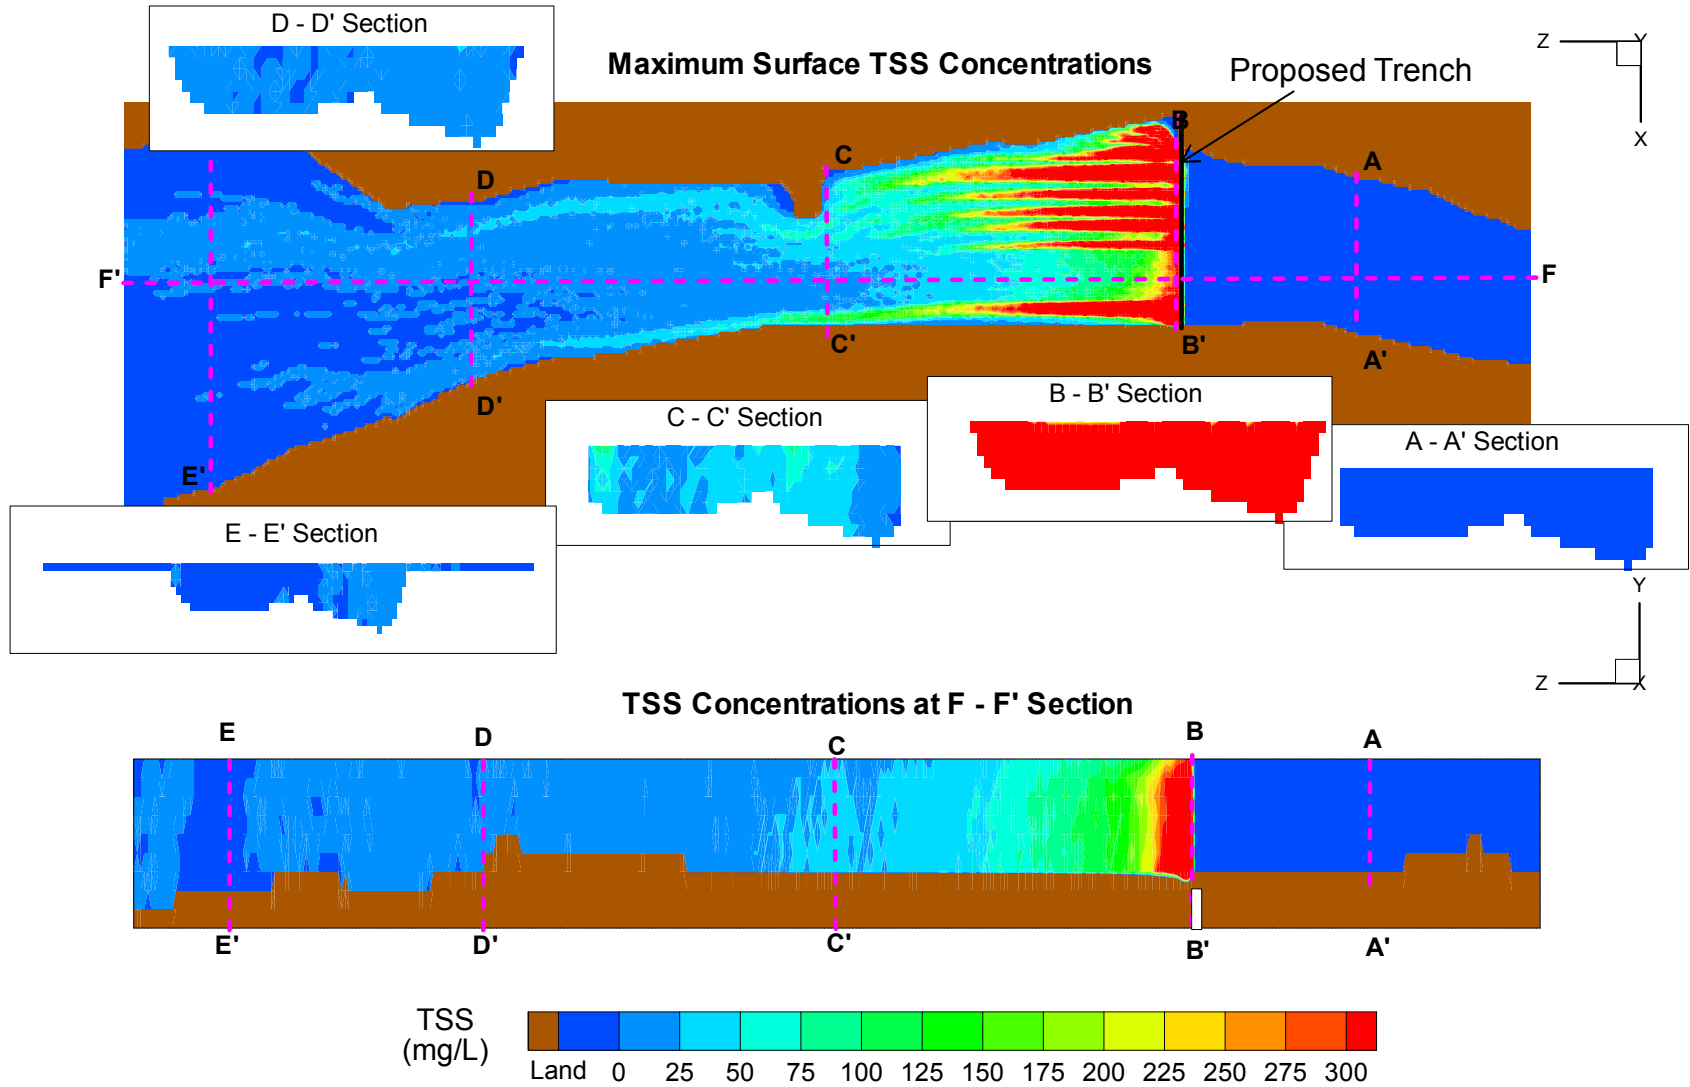 D - D' Section
Maximum Surface TSS Concentrations
Proposed Trench
Z
Y
X
B
C
A
D
F'
F
C'
B'
A'
D'
E'
B - B' Section
C - C' Section
A - A' Section
E - E' Section
Y
Z
X
TSS Concentrations at F - F' Section
E
D
C
B
A
E'
D'
C'
B'
A'
TSS
(mg/L)
Land 0 25 50 75 100 125 150 175 200 225 250 275 300